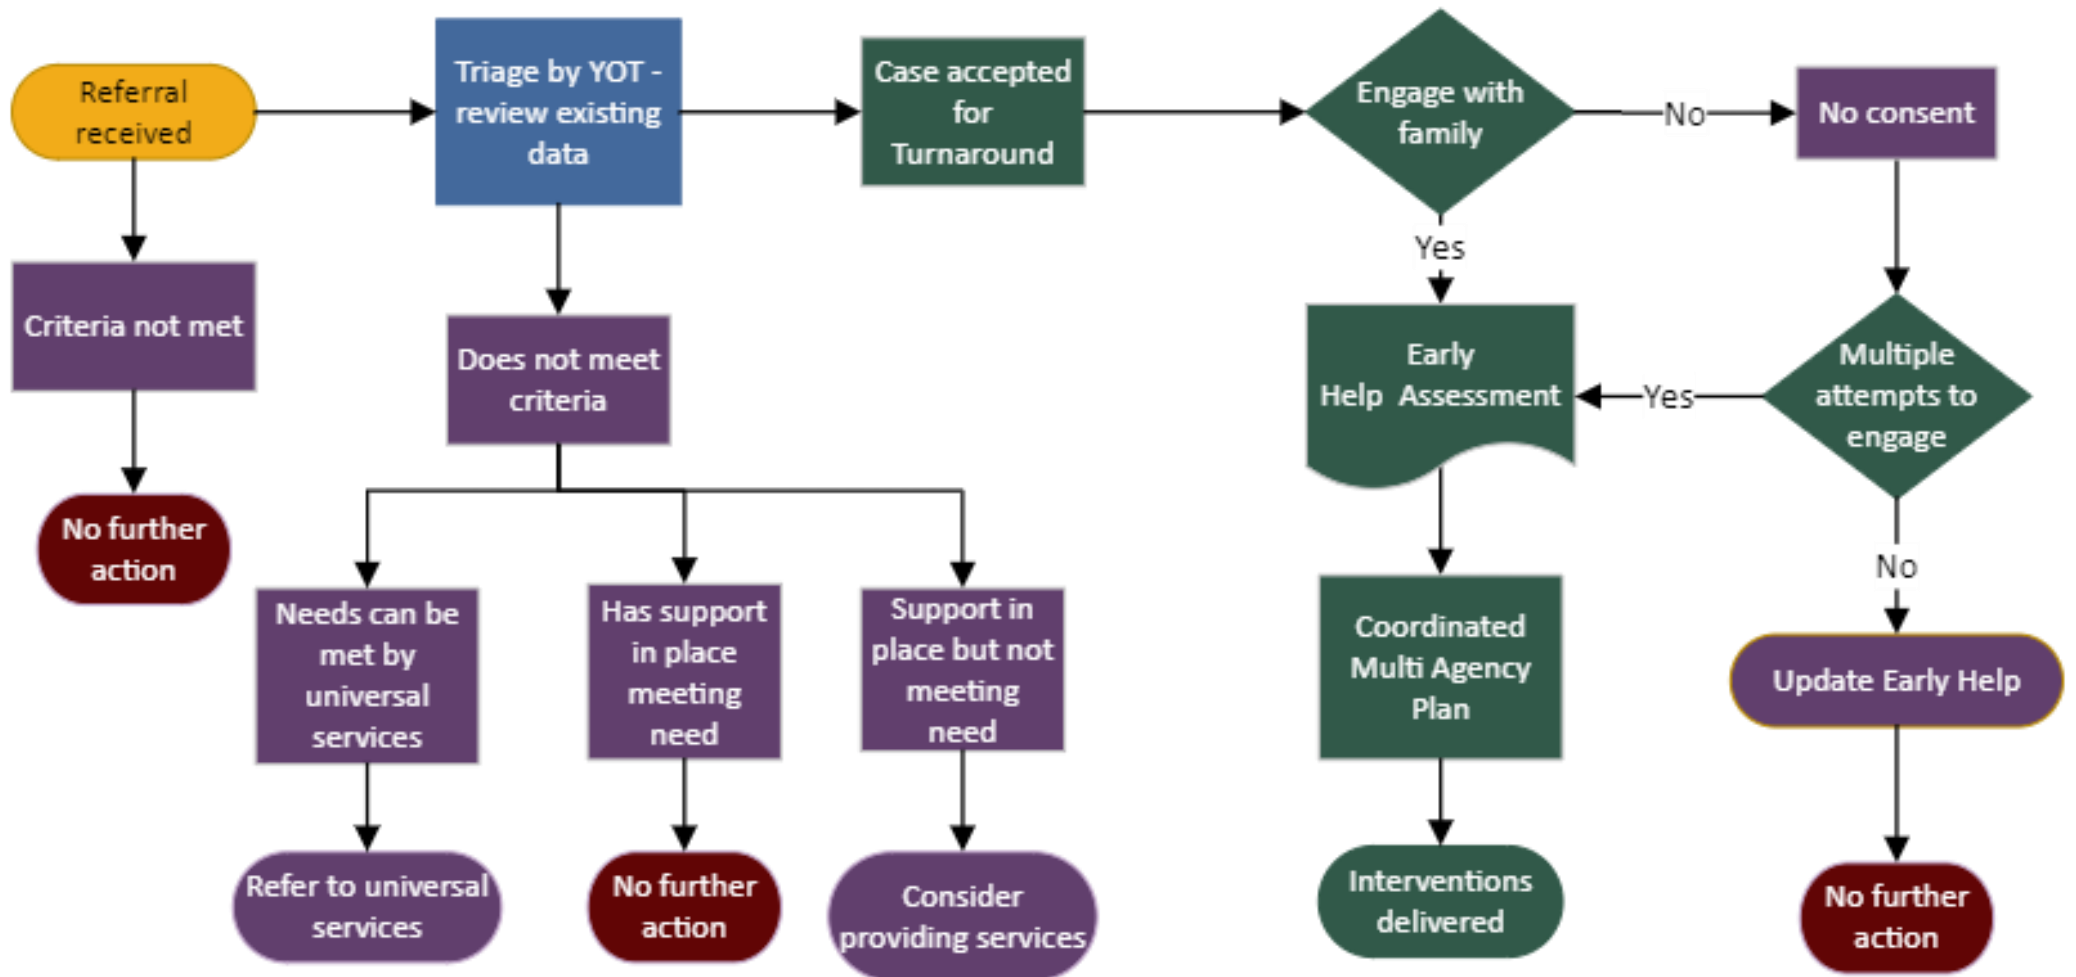 Referral
received
Triage by YOT -
review existing
data
Case accepted
for
Turnaround
Engage with
family
No
No consent
Yes
Criteria not met
Does not meet
criteria
Early
Help  Assessment
Yes
Multiple
attempts to
engage
No further
action
No
Needs can be
met by
universal
services
Has support
in place
meeting
need
Support in
place but not
meeting
need
Coordinated
Multi Agency
Plan
Update Early Help
Refer to universal
services
No further
action
Consider
providing services
Interventions
delivered
No further
action